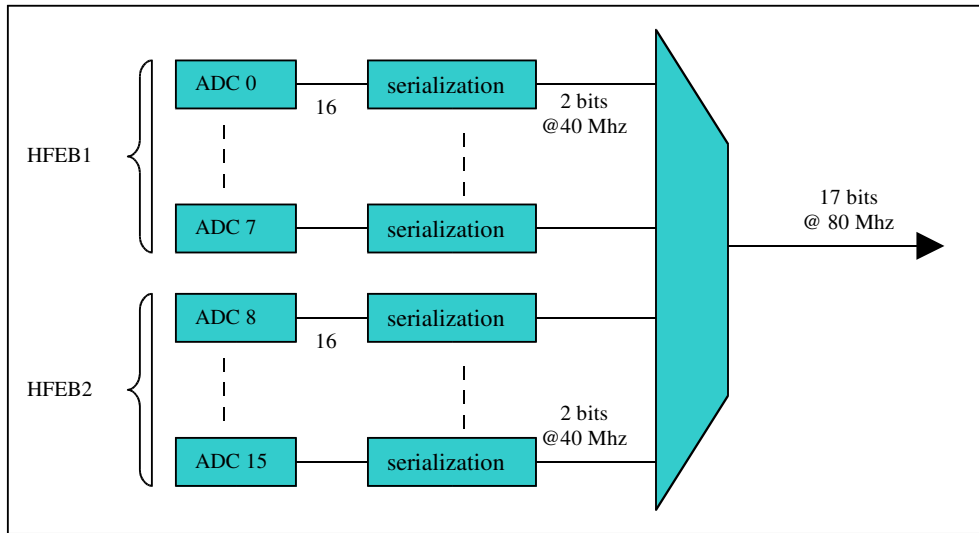 HFEB1
ADC 0
16
serialization
2 bits
@40 Mhz
ADC 7
serialization
17 bits
@ 80 Mhz
HFEB2
ADC 8
16
serialization
ADC 15
serialization
2 bits
@40 Mhz